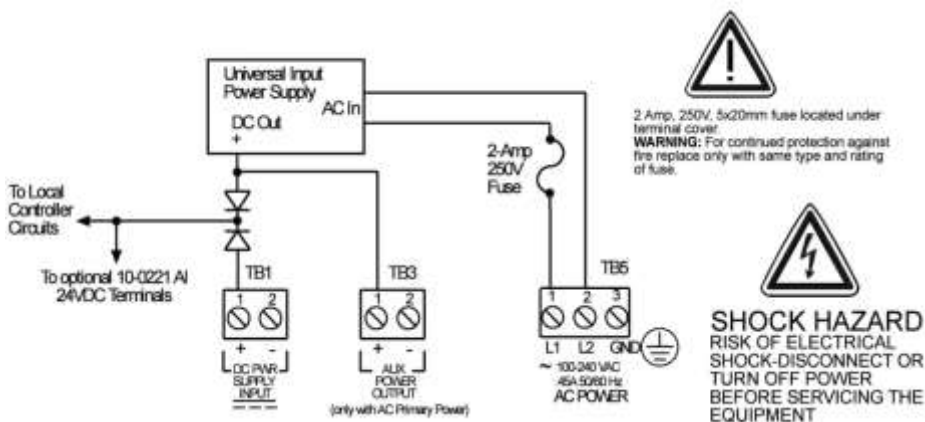 Universal Input
Power Supply
AC In
DC Out
+
2-Amp
250V
Fuse
To Local
Controller
Circuits
To optional 10-0221 AI
24VDC Terminals
TB1
1 2
+ -
DC PWR
SUPPLY
INPUT
TB3
1 2
+ -
AUX
POWER
OUTPUT
(only with AC Primary Power)
TB5
1 2 3
L1 L2 GND
~ 100-240 VAC
45A 50/60 Hz
AC POWER
!
2 Amp, 250V, 5x20mm fuse located under
terminal cover.
WARNING: For continued protection against
fire replace only with same type and rating
of fuse.
SHOCK HAZARD
RISK OF ELECTRICAL
SHOCK-DISCONNECT OR
TURN OFF POWER
BEFORE SERVICING THE
EQUIPMENT